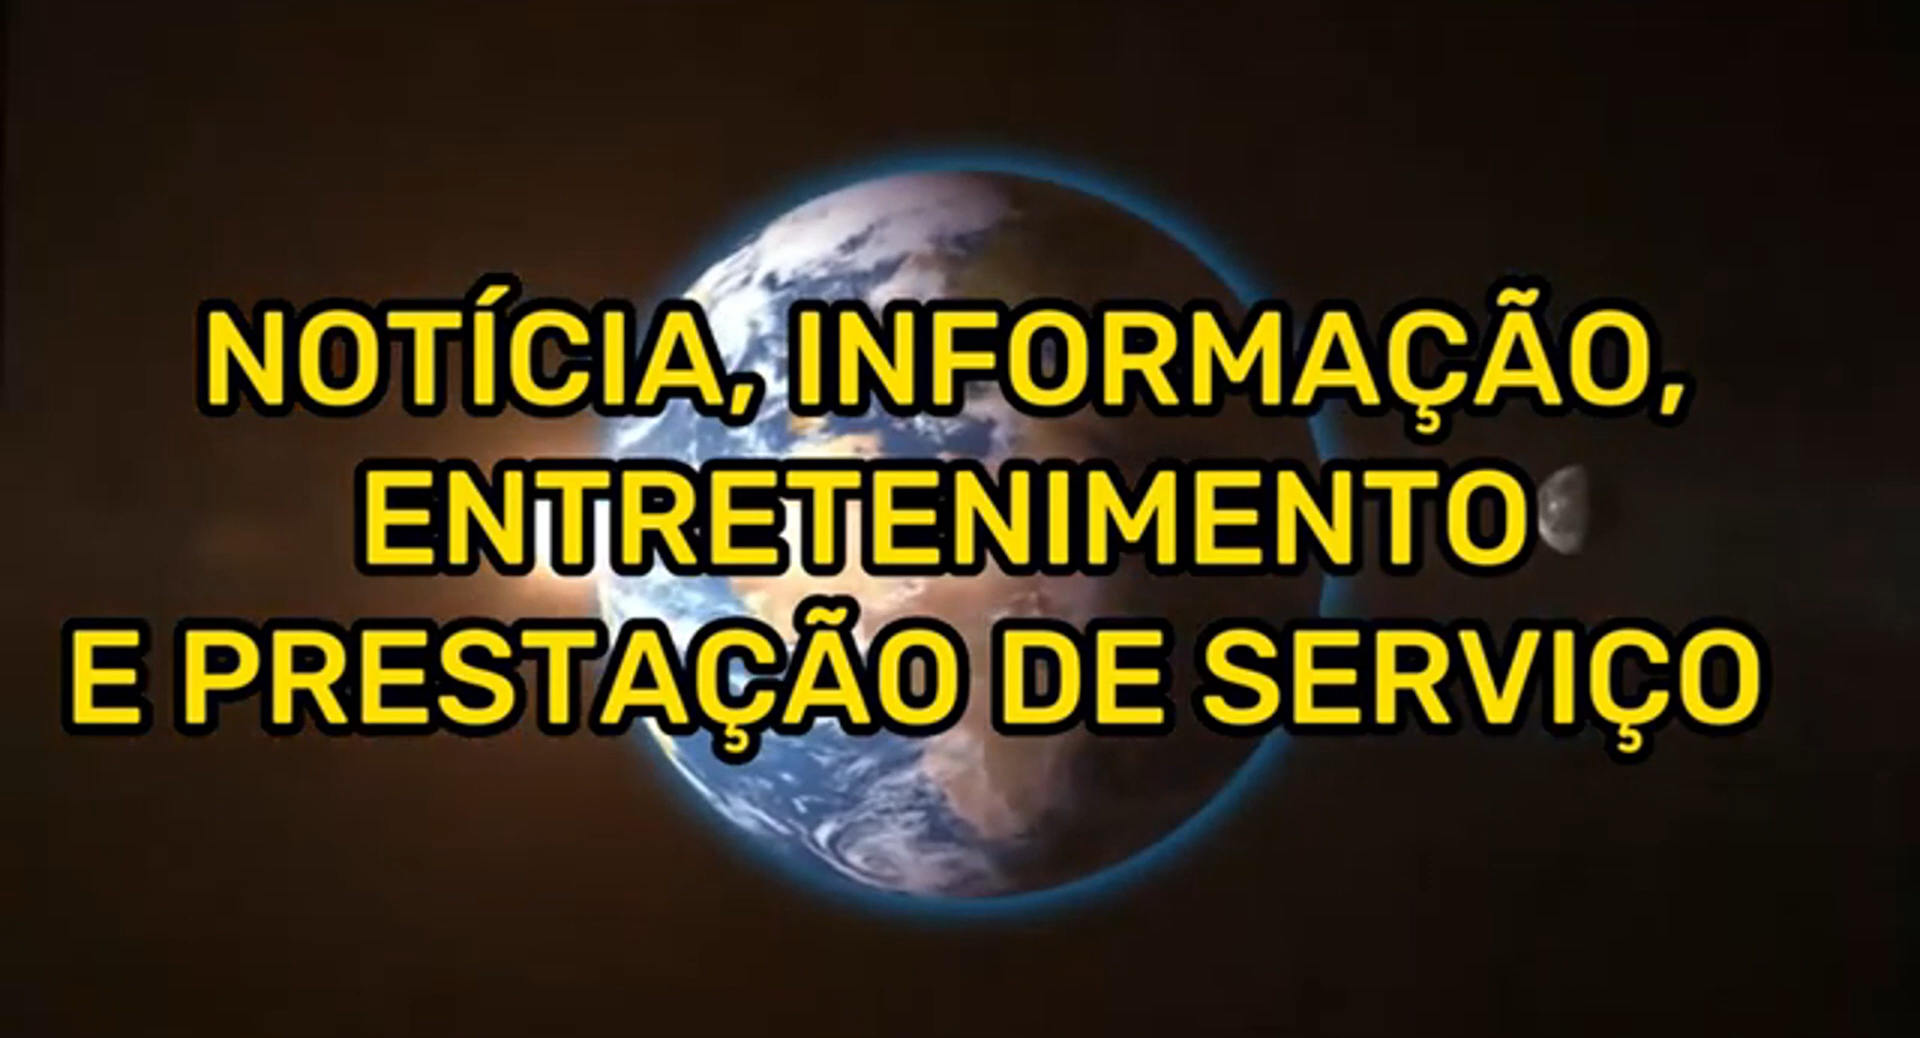 NOTÍCIA, INFORMAÇÃO,
ENTRETENIMENTO
E PRESTAÇÃO DE SERVIÇO